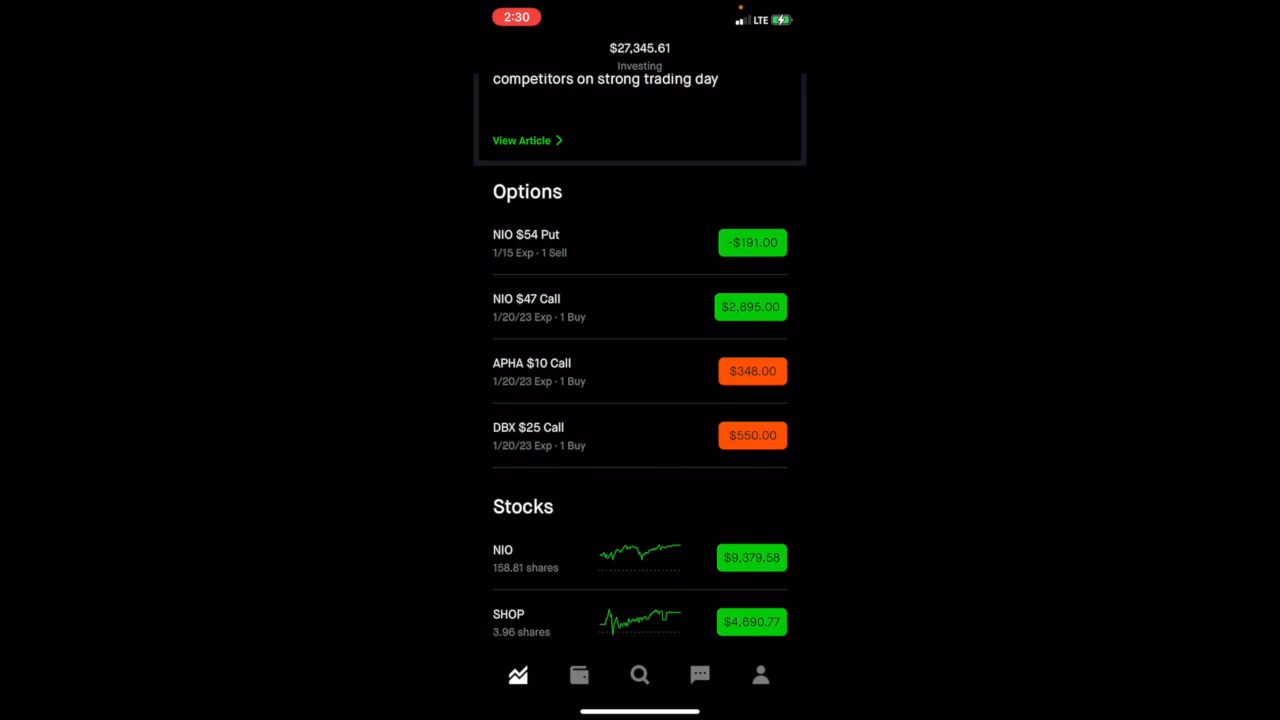 2:30
LTE
$27,345.61
Investing
competitors on strong trading day
View Article
Options
NIO $54 Put
-$191.00
1/15 Exp · 1 Sell
NIO $47 Call
$2,895.00
1/20/23 Exp · 1 Buy
APHA $10 Call
$348.00
1/20/23 Exp · 1 Buy
DBX $25 Call
$550.00
1/20/23 Exp · 1 Buy
Stocks
NIO
$9,379.58
158.81 shares
SHOP
$4,690.77
3.96 shares